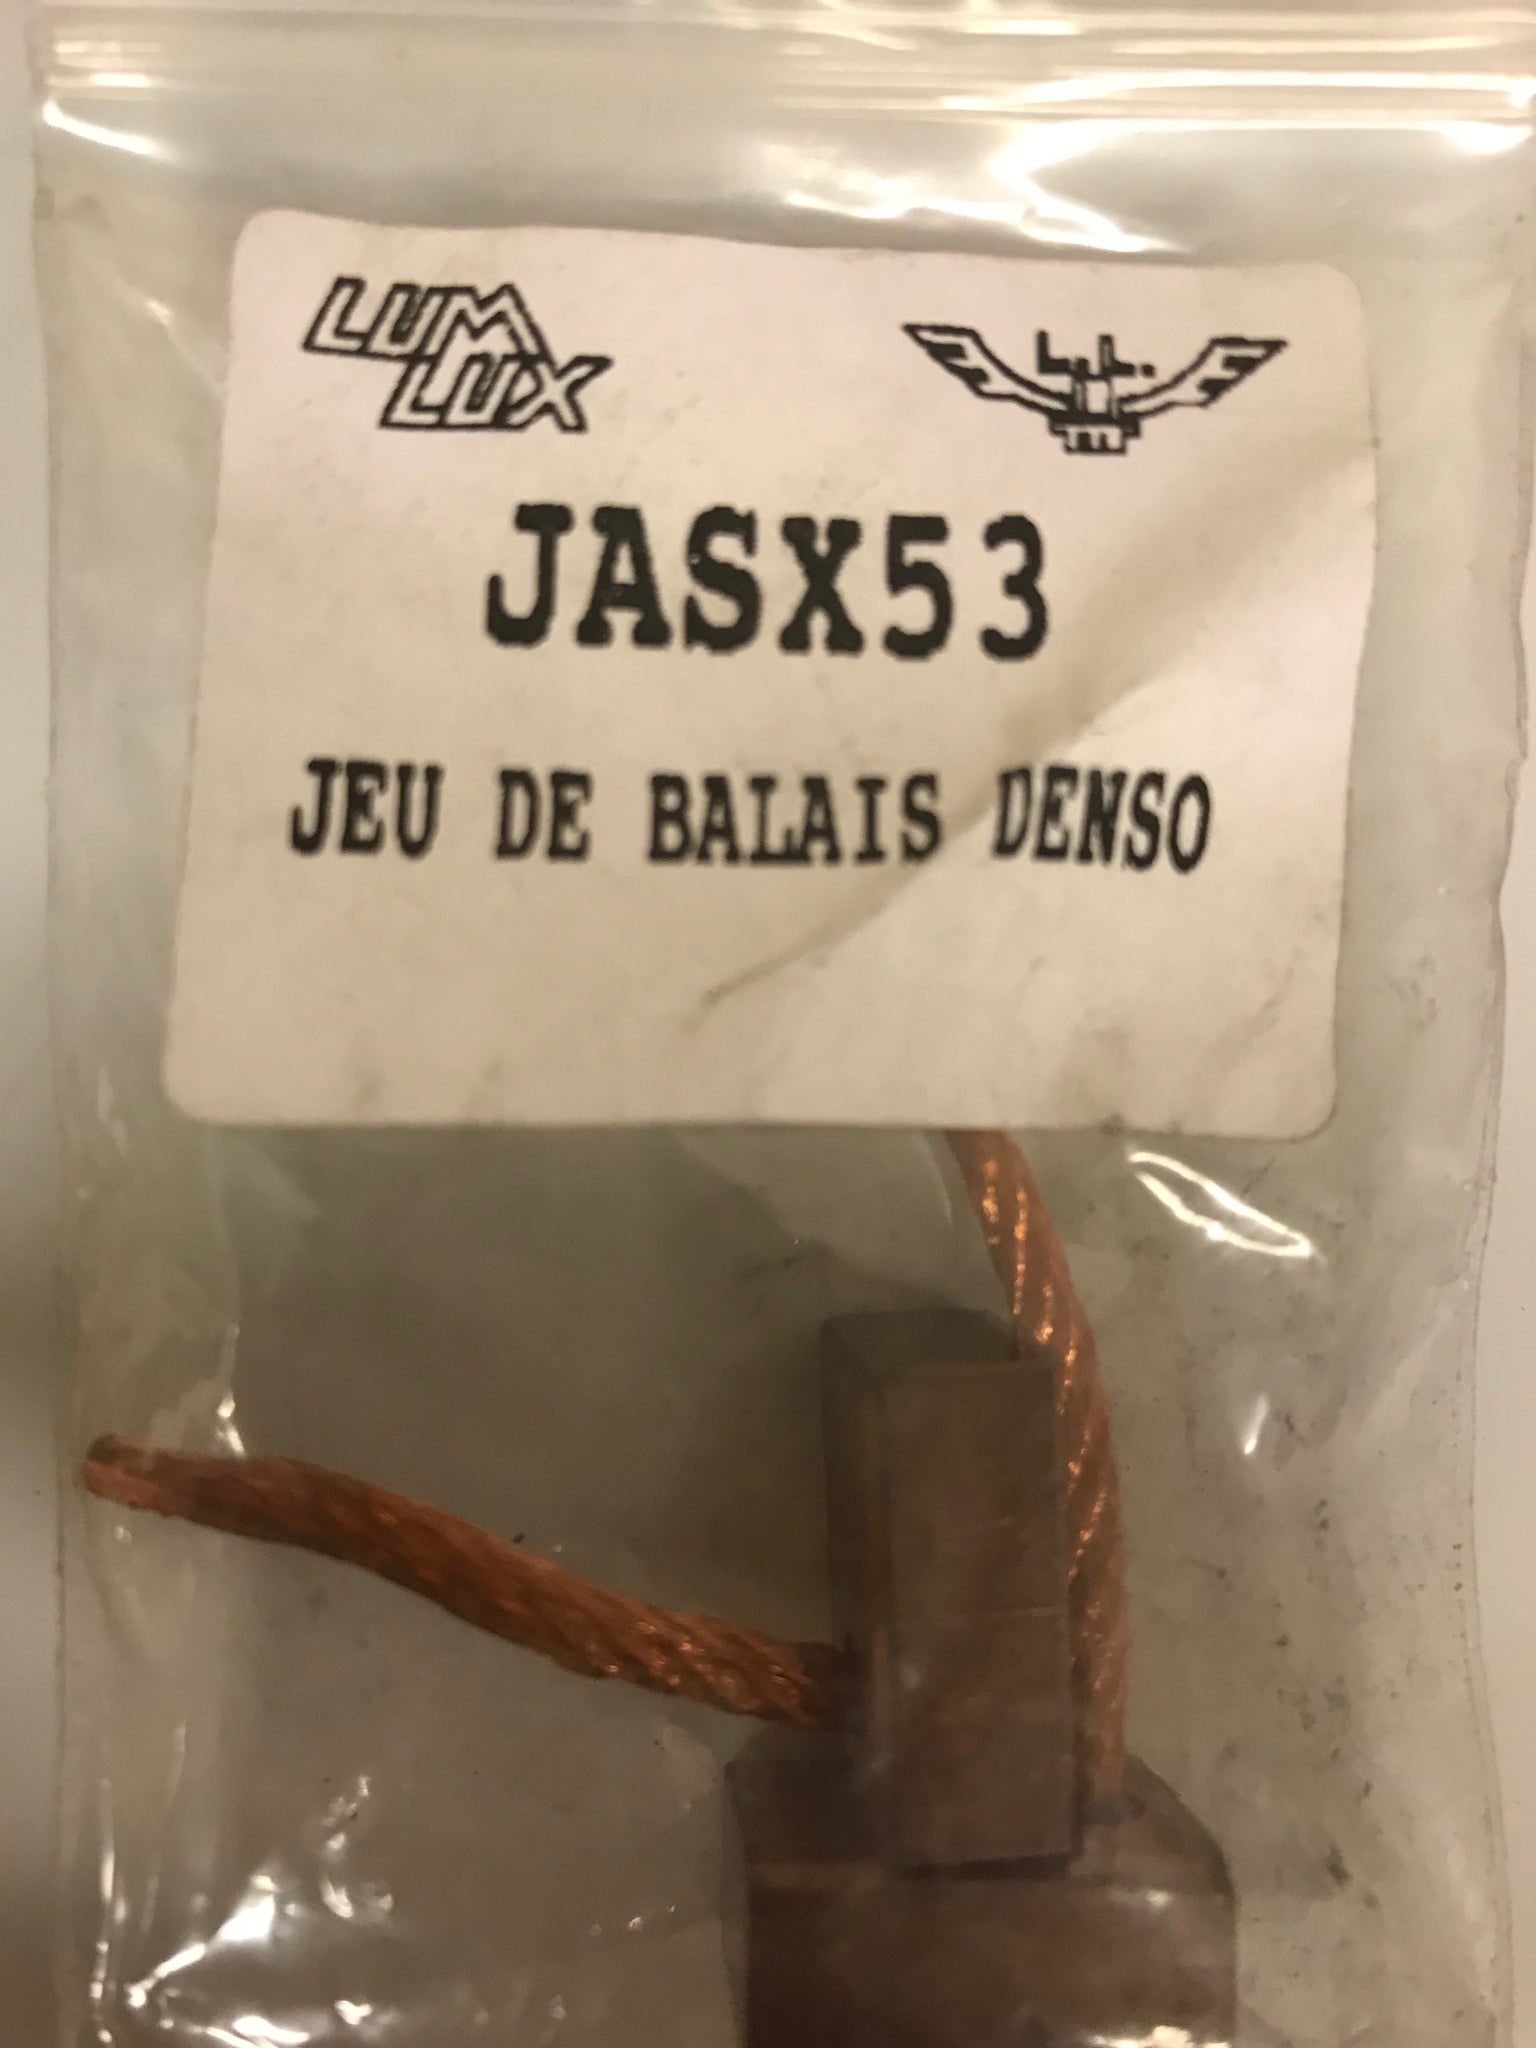 LUM
LUX
L.L.
JASX53
JEU DE BALAIS DENSO